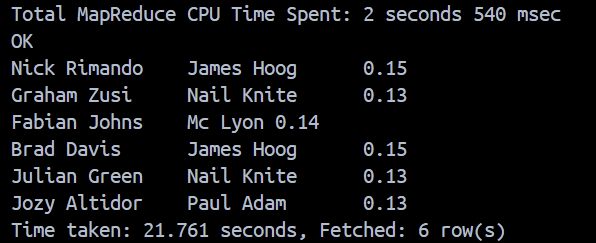 Total MapReduce CPU Time Spent: 2 seconds 540 msec
OK
Nick Rimando    James Hoog      0.15
Graham Zusi     Nail Knite      0.13
Fabian Johns    Mc Lyon 0.14
Brad Davis      James Hoog      0.15
Julian Green    Nail Knite      0.13
Jozy Altidor    Paul Adam       0.13
Time taken: 21.761 seconds, Fetched: 6 row(s)